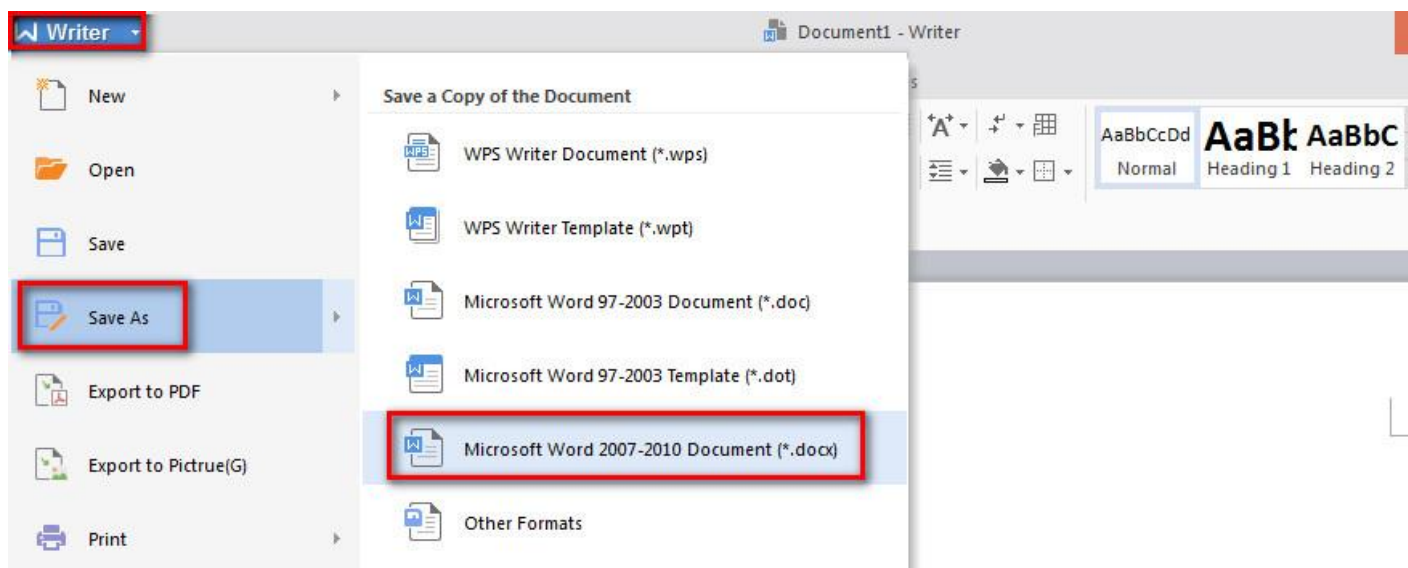 Writer
Document1 - Writer
New
Open
Save
Save As
Export to PDF
Export to Pictrue(G)
Print
Save a Copy of the Document
WPS
WPS Writer Document (*.wps)
WPS Writer Template (*.wpt)
Microsoft Word 97-2003 Document (*.doc)
Microsoft Word 97-2003 Template (*.dot)
Microsoft Word 2007-2010 Document (*.docx)
Other Formats
s
A
AaBbCcDd
Normal
AaBb
Heading 1
AaBbC
Heading 2